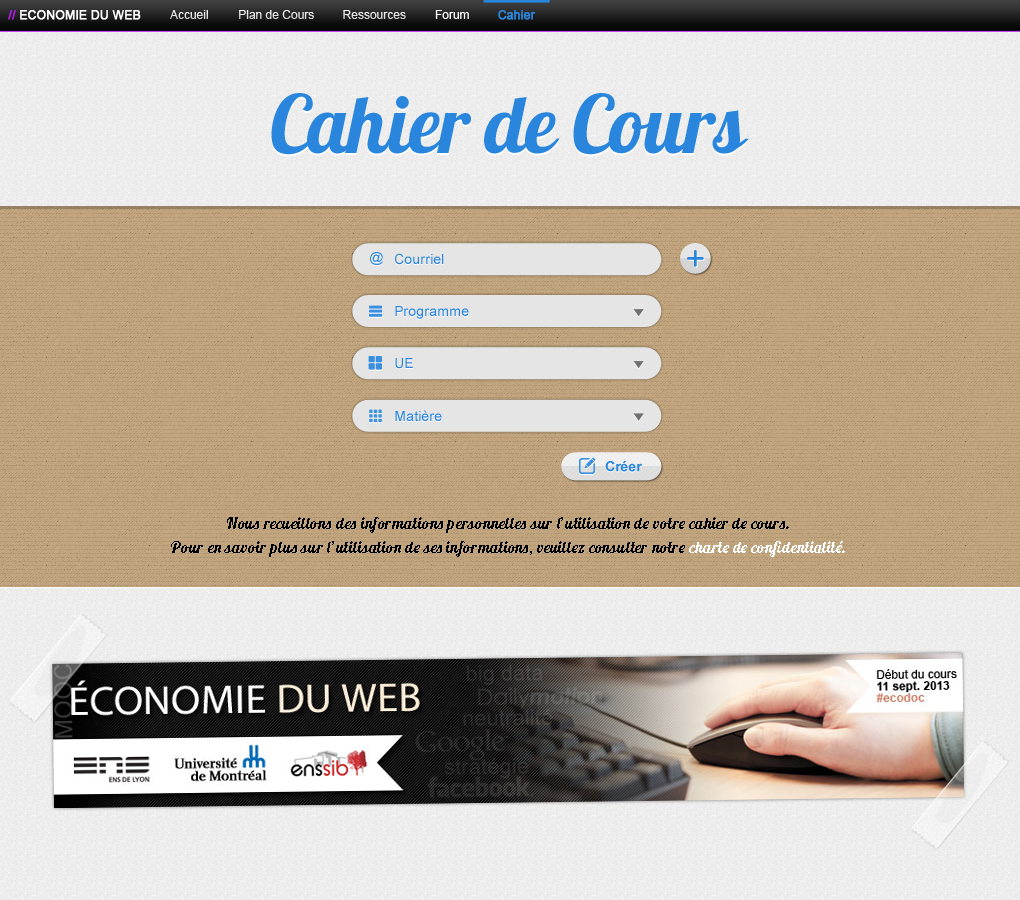 // ECONOMIE DU WEB Accueil Plan de Cours Ressources Forum Cahier
Cahier de Cours
@ Courriel
Programme
UE
Matière
Créer
Nous recueillons des informations personnelles sur l'utilisation de votre cahier de cours.
Pour en savoir plus sur l'utilisation de ses informations, veuillez consulter notre charte de confidentialité.
MOOC
ÉCONOMIE DU WEB
big data
Dailymotion
neutralité
Google
stratégie
facebook
Début du cours
11 sept. 2013
#ecodoc
ENS
ENS DE LYON
Université
de Montréal
enssib